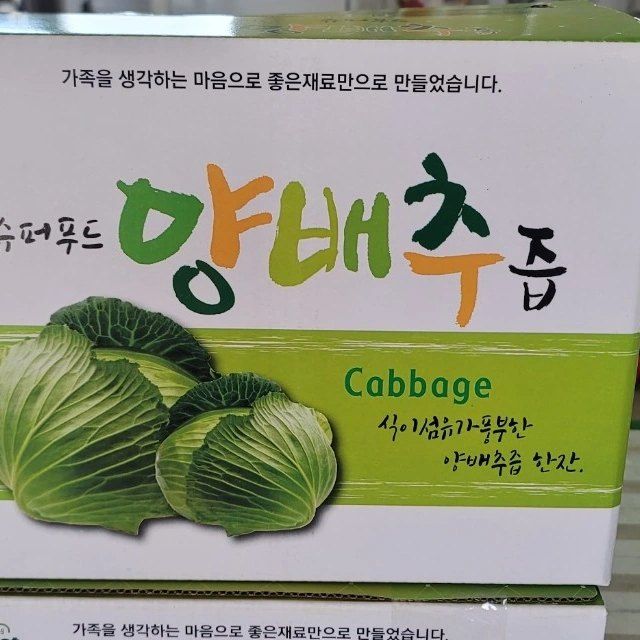 가족을 생각하는 마음으로 좋은재료만으로 만들었습니다.
슈퍼푸드 양배추즙
Cabbage
식이섬유가 풍부한
양배추즙 한잔.
가족을 생각하는 마음으로 좋은재료만으로 만들었습니다.